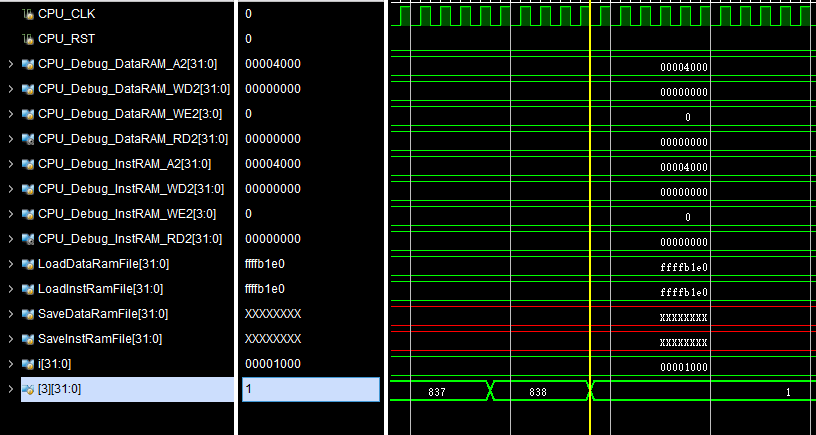 CPU_CLK 0
CPU_RST 0
CPU_Debug_DataRAM_A2[31:0] 00004000 00004000
CPU_Debug_DataRAM_WD2[31:0] 00000000 00000000
CPU_Debug_DataRAM_WE2[3:0] 0 0
CPU_Debug_DataRAM_RD2[31:0] 00000000 00000000
CPU_Debug_InstRAM_A2[31:0] 00004000 00004000
CPU_Debug_InstRAM_WD2[31:0] 00000000 00000000
CPU_Debug_InstRAM_WE2[3:0] 0 0
CPU_Debug_InstRAM_RD2[31:0] 00000000 00000000
LoadDataRamFile[31:0] ffffb1e0 ffffb1e0
LoadInstRamFile[31:0] ffffb1e0 ffffb1e0
SaveDataRamFile[31:0] XXXXXXXX XXXXXXXX
SaveInstRamFile[31:0] XXXXXXXX XXXXXXXX
i[31:0] 00001000 00001000
[3][31:0] 1 837 838 1